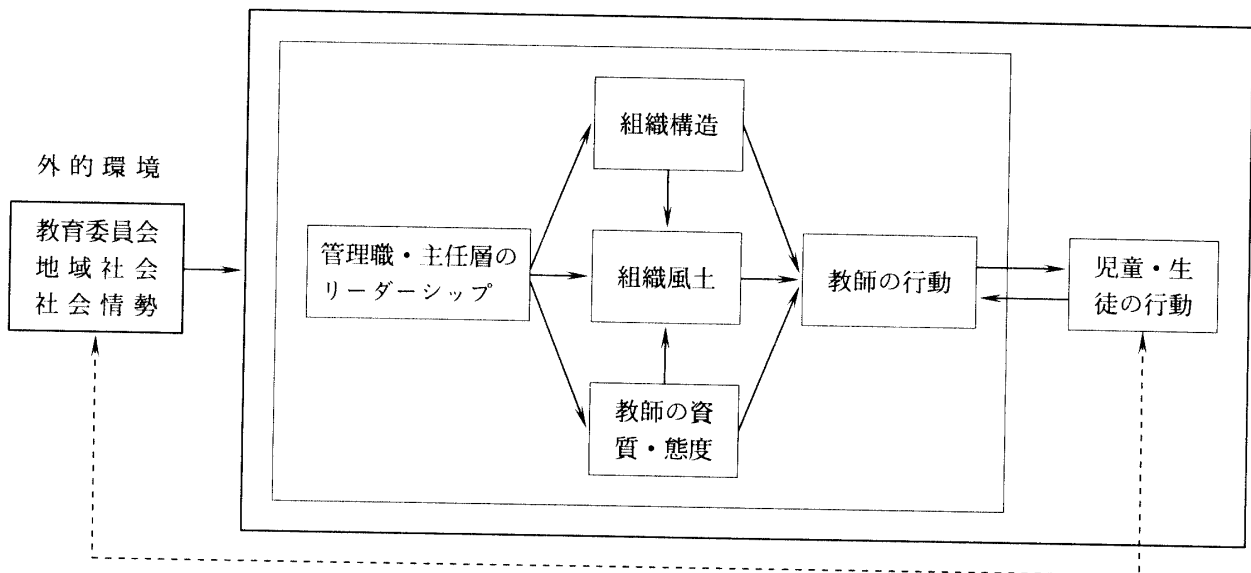 組織構造
外的環境
教育委員会
地域社会
社会情勢
管理職・主任層の
リーダーシップ
組織風土
教師の行動
児童・生
徒の行動
教師の資
質・態度